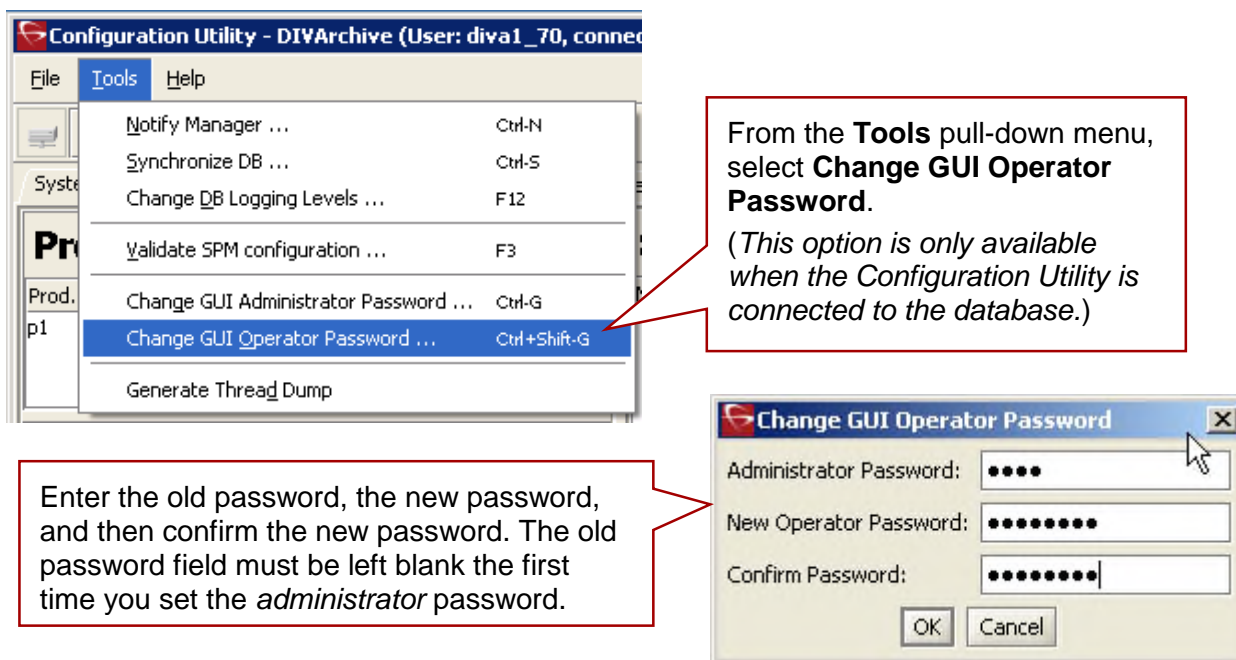 Configuration Utility - DIVArchive (User: diva1_70, connec
File Tools Help
Notify Manager ... Ctrl-N
Synchronize DB ... Ctrl-S
Syste
Change DB Logging Levels ... F12
Pr
Validate SPM configuration ... F3
Prod.
Change GUI Administrator Password ... Ctrl-G
p1
Change GUI Operator Password ... Ctrl+Shift-G
Generate Thread Dump
From the Tools pull-down menu,
select Change GUI Operator
Password.
(This option is only available
when the Configuration Utility is
connected to the database.)
Enter the old password, the new password,
and then confirm the new password. The old
password field must be left blank the first
time you set the administrator password.
Change GUI Operator Password
Administrator Password: ●●●●
New Operator Password: ●●●●●●●●
Confirm Password: ●●●●●●●●
OK Cancel